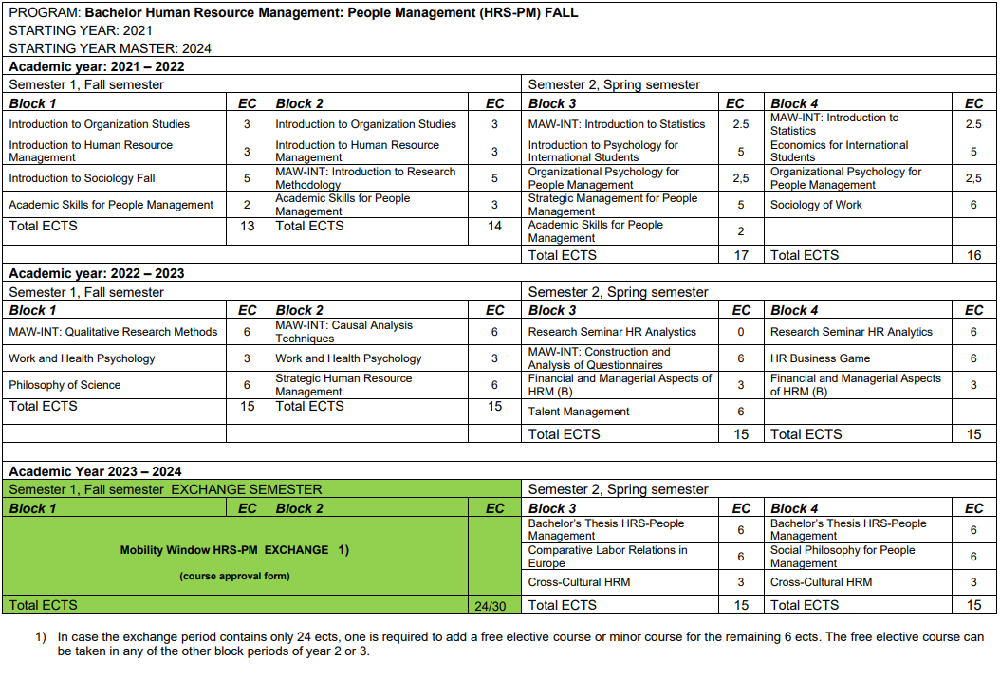 PROGRAM: Bachelor Human Resource Management: People Management (HRS-PM) FALL
STARTING YEAR: 2021
STARTING YEAR MASTER: 2024
Academic year: 2021 – 2022
Semester 1, Fall semester Semester 2, Spring semester
Block 1 EC Block 2 EC Block 3 EC Block 4 EC
Introduction to Organization Studies 3 Introduction to Organization Studies 3 MAW-INT: Introduction to Statistics 2.5 MAW-INT: Introduction to
Statistics 2.5
Introduction to Human Resource
Management 3 Introduction to Human Resource
Management 3 Introduction to Psychology for
International Students 5 Economics for International
Students 5
Introduction to Sociology Fall 5 MAW-INT: Introduction to Research
Methodology 5 Organizational Psychology for
People Management 2,5 Organizational Psychology for
People Management 2,5
Academic Skills for People Management 2 Academic Skills for People
Management 3 Strategic Management for People
Management 5 Sociology of Work 6
Total ECTS 13 Total ECTS 14 Academic Skills for People
Management 2
Total ECTS 17 Total ECTS 16
Academic year: 2022 – 2023
Semester 1, Fall semester Semester 2, Spring semester
Block 1 EC Block 2 EC Block 3 EC Block 4 EC
MAW-INT: Qualitative Research Methods 6 MAW-INT: Causal Analysis
Techniques 6 Research Seminar HR Analystics 0 Research Seminar HR Analytics 6
Work and Health Psychology 3 Work and Health Psychology 3 MAW-INT: Construction and
Analysis of Questionnaires 6 HR Business Game 6
Philosophy of Science 6 Strategic Human Resource
Management 6 Financial and Managerial Aspects of
HRM (B) 3 Financial and Managerial Aspects
of HRM (B) 3
Total ECTS 15 Total ECTS 15 Talent Management 6
Total ECTS 15 Total ECTS 15
Academic Year 2023 – 2024
Semester 1, Fall semester EXCHANGE SEMESTER Semester 2, Spring semester
Block 1 EC Block 2 EC Block 3 EC Block 4 EC
Mobility Window HRS-PM EXCHANGE 1)
(course approval form)
Bachelor's Thesis HRS-People
Management 6 Bachelor's Thesis HRS-People
Management 6
Comparative Labor Relations in
Europe 6 Social Philosophy for People
Management 6
Cross-Cultural HRM 3 Cross-Cultural HRM 3
Total ECTS 24/30 Total ECTS 15 Total ECTS 15
1) In case the exchange period contains only 24 ects, one is required to add a free elective course or minor course for the remaining 6 ects. The free elective course can
be taken in any of the other block periods of year 2 or 3.